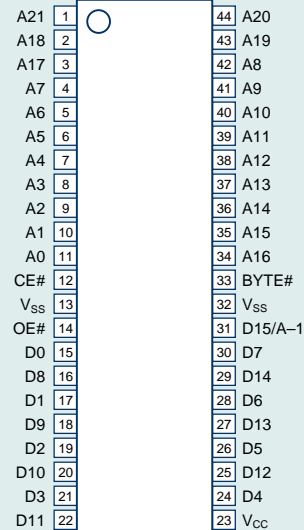 A21 1 44 A20
A18 2 43 A19
A17 3 42 A8
A7 4 41 A9
A6 5 40 A10
A5 6 39 A11
A4 7 38 A12
A3 8 37 A13
A2 9 36 A14
A1 10 35 A15
A0 11 34 A16
CE# 12 33 BYTE#
VSS 13 32 VSS
OE# 14 31 D15/A–1
D0 15 30 D7
D8 16 29 D14
D1 17 28 D6
D9 18 27 D13
D2 19 26 D5
D10 20 25 D12
D3 21 24 D4
D11 22 23 VCC